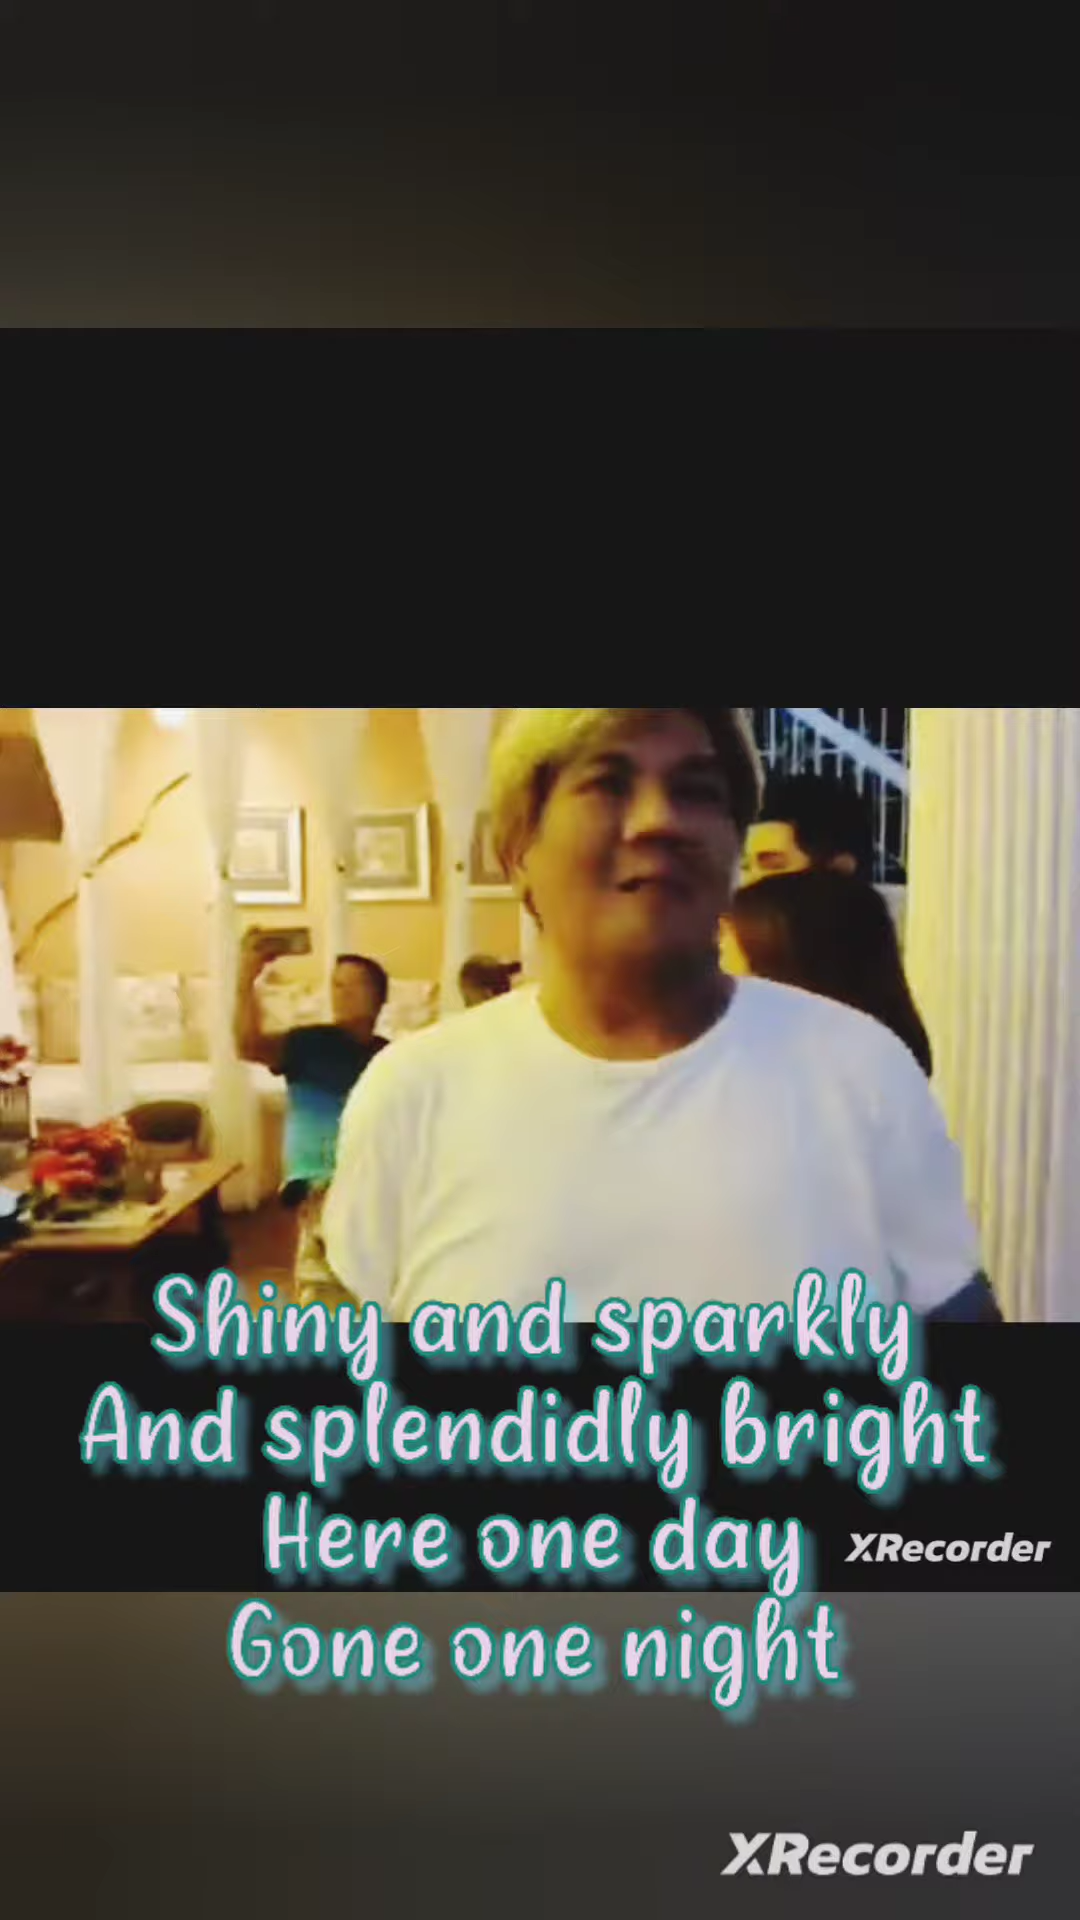 Shiny and sparkly
And splendidly bright
Here one day
XRecorder
Gone one night
XRecorder